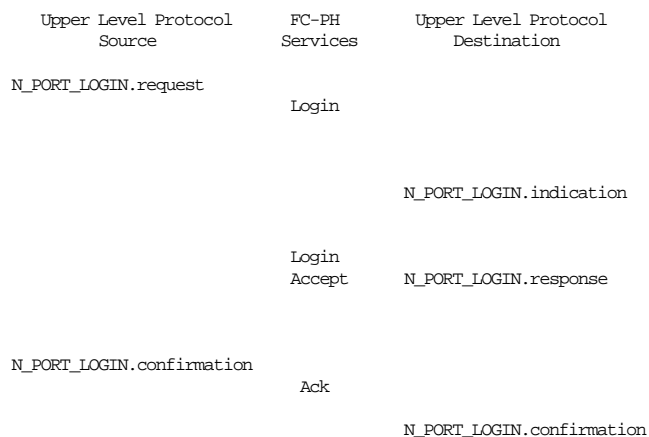 Upper Level Protocol FC-PH Upper Level Protocol
Source Services Destination
N_PORT_LOGIN.request
Login
N_PORT_LOGIN.indication
Login
Accept N_PORT_LOGIN.response
N_PORT_LOGIN.confirmation
Ack
N_PORT_LOGIN.confirmation